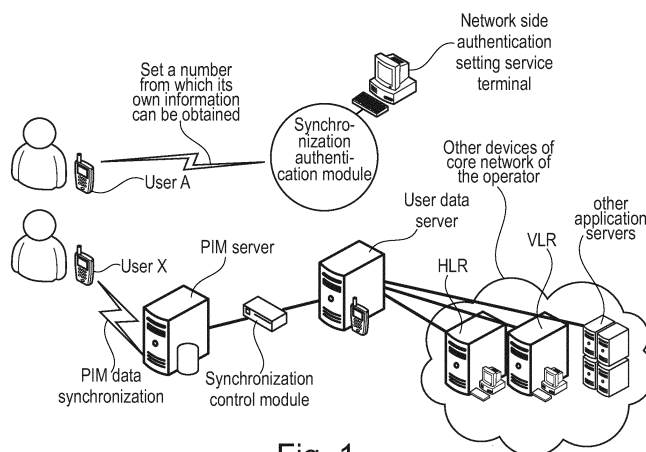 Network side
authentication
setting service
terminal
Set a number
from which its
own information
can be obtained
Synchro-
nization
authenti-
cation module
User A
Other devices of
core network of
the operator
User data
server
other
application
servers
PIM server
User X
HLR
VLR
PIM data
synchronization
Synchronization
control module
Fig. 1